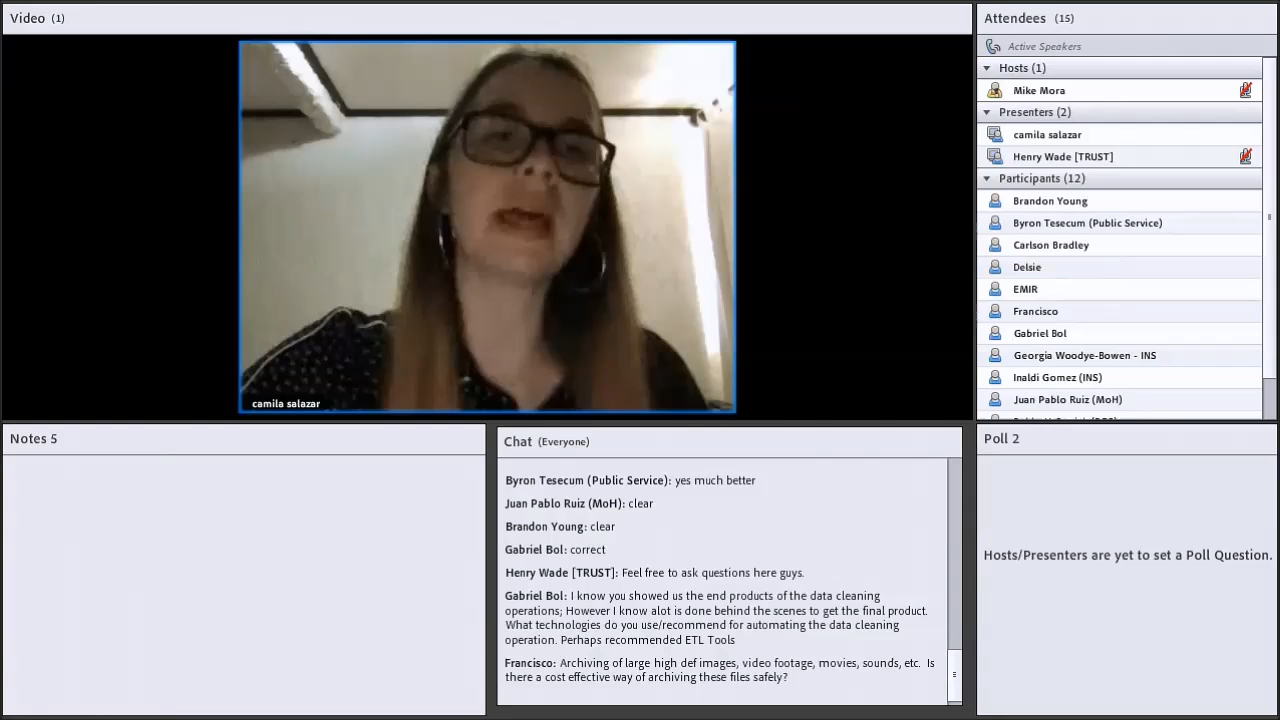 Video (1)
camila salazar
Attendees (15)
Active Speakers
Hosts (1)
Mike Mora
Presenters (2)
camila salazar
Henry Wade [TRUST]
Participants (12)
Brandon Young
Byron Tesecum (Public Service)
Carlson Bradley
Delsie
EMIR
Francisco
Gabriel Bol
Georgia Woodye-Bowen - INS
Inaldi Gomez (INS)
Juan Pablo Ruiz (MoH)
Notes 5
Chat (Everyone)
Byron Tesecum (Public Service): yes much better
Juan Pablo Ruiz (MoH): clear
Brandon Young: clear
Gabriel Bol: correct
Henry Wade [TRUST]: Feel free to ask questions here guys.
Gabriel Bol: I know you showed us the end products of the data cleaning
operations; However I know alot is done behind the scenes to get the final product.
What technologies do you use/recommend for automating the data cleaning
operation. Perhaps recommended ETL Tools
Francisco: Archiving of large high def images, video footage, movies, sounds, etc. Is
there a cost effective way of archiving these files safely?
Poll 2
Hosts/Presenters are yet to set a Poll Question.